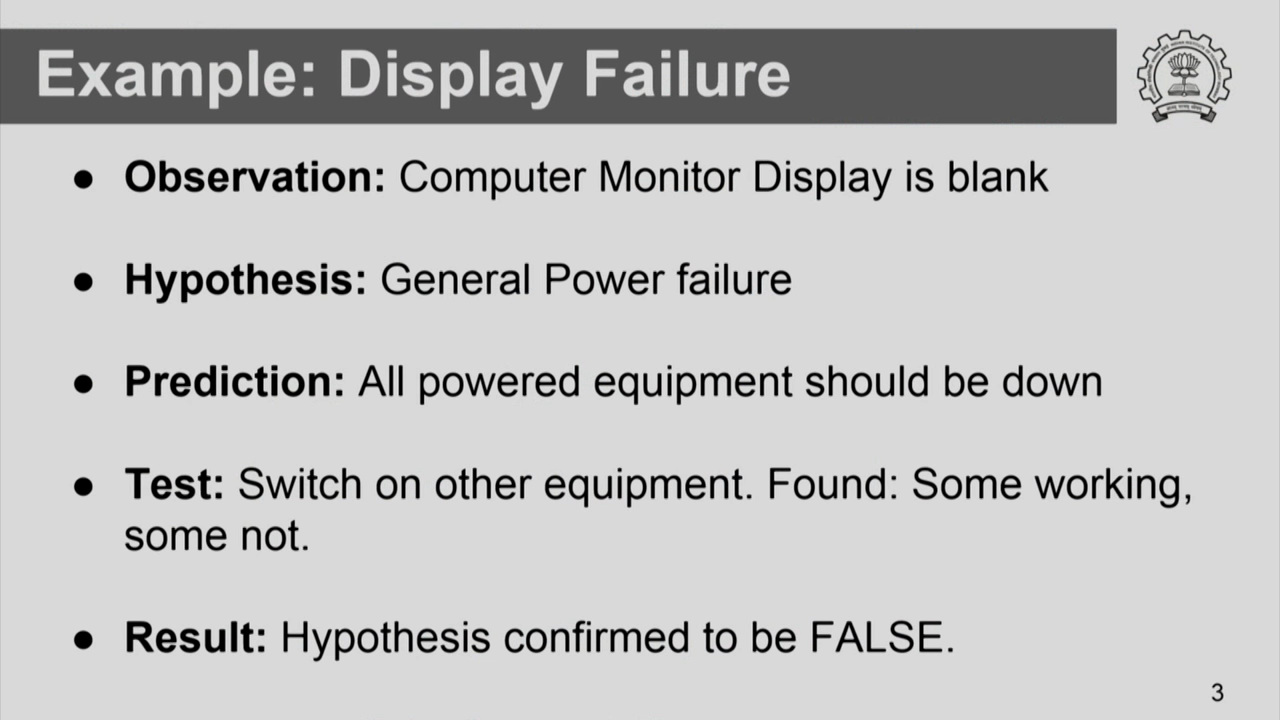 Example: Display Failure
● Observation: Computer Monitor Display is blank
● Hypothesis: General Power failure
● Prediction: All powered equipment should be down
● Test: Switch on other equipment. Found: Some working,
some not.
● Result: Hypothesis confirmed to be FALSE.
3